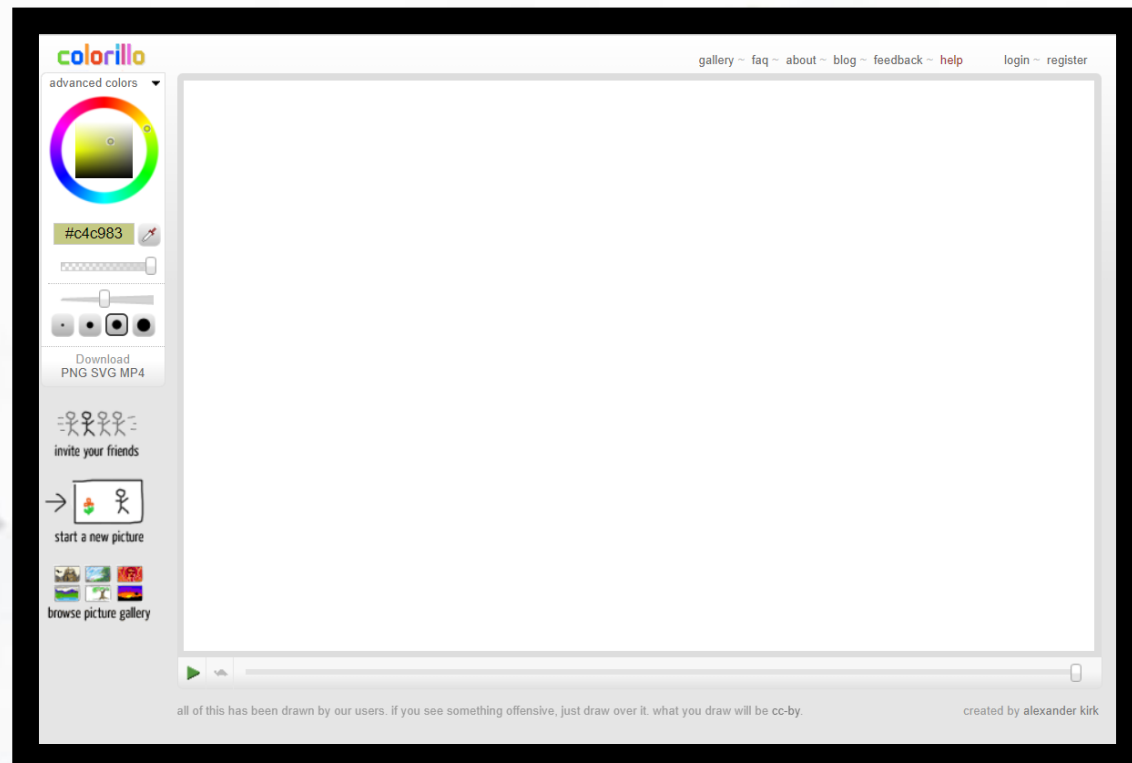 colorillo
gallery ~ faq ~ about ~ blog ~ feedback ~ help login ~ register
advanced colors
#c4c983
Download
PNG SVG MP4
invite your friends
start a new picture
browse picture gallery
all of this has been drawn by our users. if you see something offensive, just draw over it. what you draw will be cc-by.
created by alexander kirk